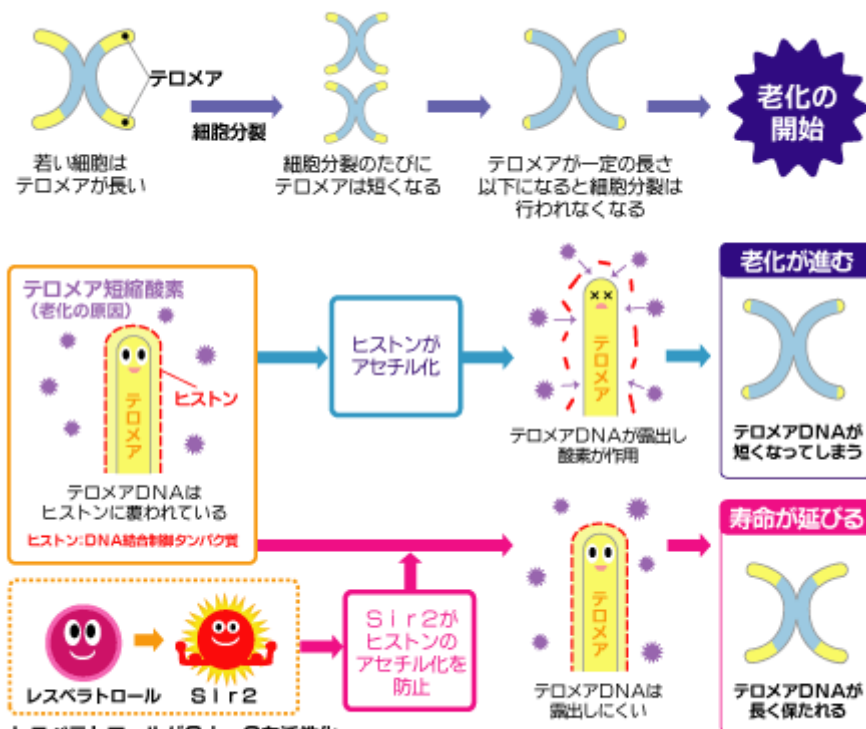 テロメア
細胞分裂
老化の
開始
若い細胞は
テロメアが長い
細胞分裂のたびに
テロメアは短くなる
テロメアが一定の長さ
以下になると細胞分裂は
行われなくなる
テロメア短縮酸素
(老化の原因)
テロメア
ヒストン
テロメアDNAは
ヒストンに覆われている
ヒストン:DNA結合制御タンパク質
ヒストンが
アセチル化
テロメア
テロメアDNAが露出し
酸素が作用
老化が進む
テロメアDNAが
短くなってしまう
レスベラトロール
Sir2
Sir2が
ヒストンの
アセチル化を
防止
テロメア
テロメアDNAは
露出しにくい
寿命が延びる
テロメアDNAが
長く保たれる